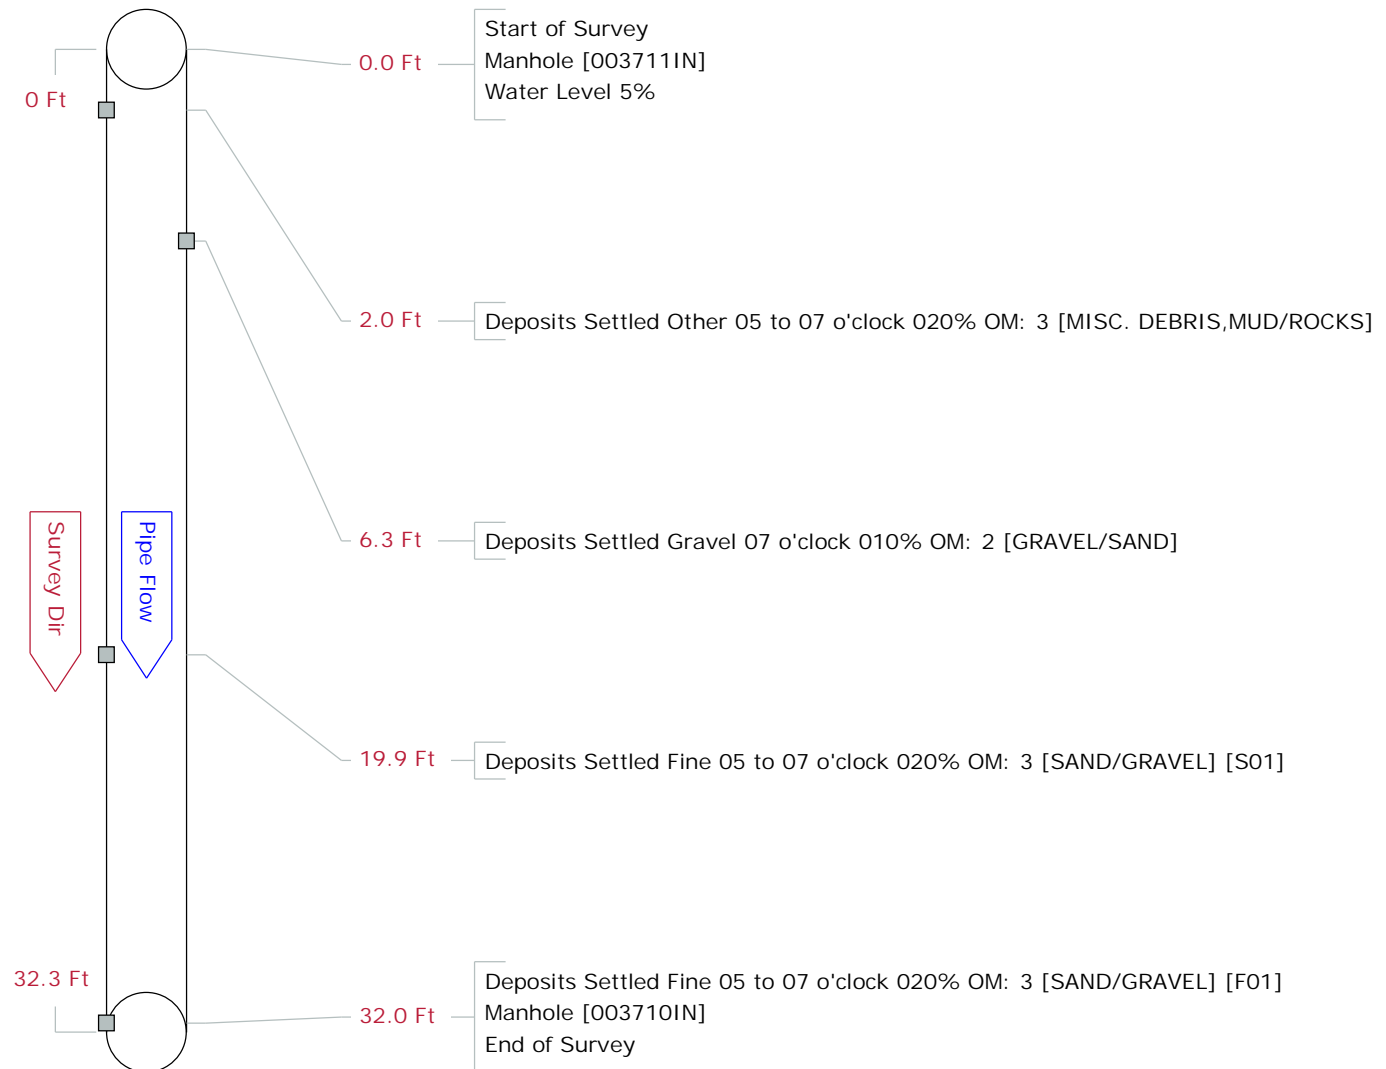 Start of Survey
0.0 Ft
Manhole [003711IN]
Water Level 5%
0 Ft
2.0 Ft
Deposits Settled Other 05 to 07 o'clock 020% OM: 3 [MISC. DEBRIS,MUD/ROCKS]
6.3 Ft
Deposits Settled Gravel 07 o'clock 010% OM: 2 [GRAVEL/SAND]
Survey Dir
Pipe Flow
19.9 Ft
Deposits Settled Fine 05 to 07 o'clock 020% OM: 3 [SAND/GRAVEL] [S01]
32.3 Ft
Deposits Settled Fine 05 to 07 o'clock 020% OM: 3 [SAND/GRAVEL] [F01]
32.0 Ft
Manhole [003710IN]
End of Survey